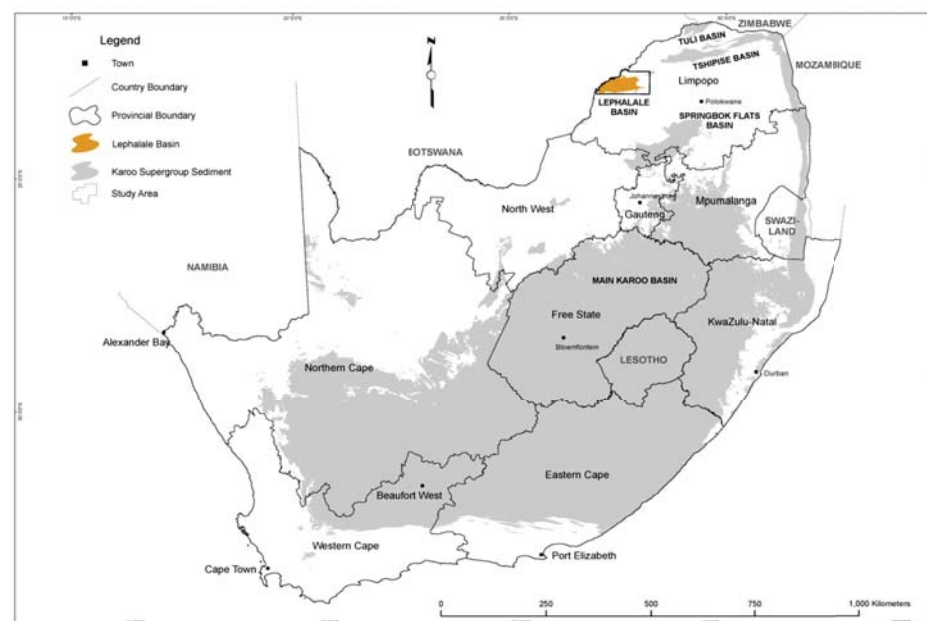 Legend
Town
Country Boundary
Provincial Boundary
Lephalale Basin
Karoo Supergroup Sediment
Study Area
ZIMBABWE
TULI BASIN
TSHIPISE BASIN
MOZAMBIQUE
Limpopo
Polokwane
LEPHALALE
BASIN
SPRINGBOK FLATS
BASIN
BOTSWANA
North West
Johannesburg
Gauteng
Mpumalanga
SWAZI-
LAND
NAMIBIA
MAIN KAROO BASIN
Free State
KwaZulu-Natal
Alexander Bay
Bloemfontein
LESOTHO
Northern Cape
Durban
Eastern Cape
Beaufort West
Western Cape
Port Elizabeth
Cape Town
0 250 500 750 1,000 Kilometers